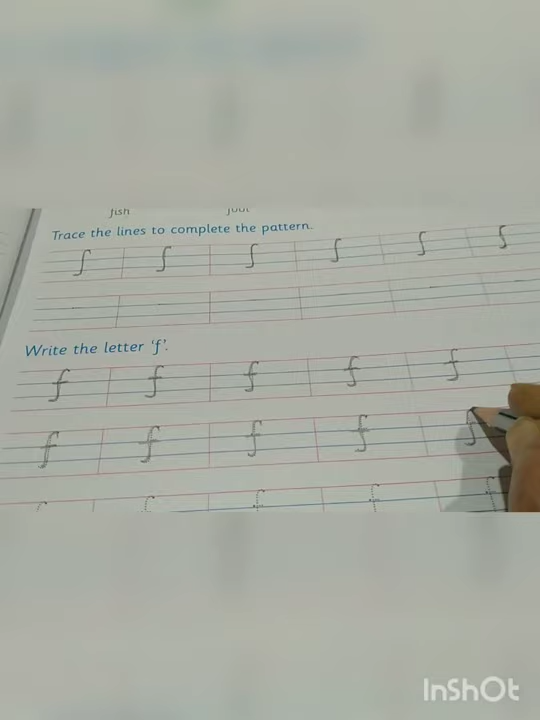 fish
Trace the lines to complete the pattern.
ʃ ʃ ʃ ʃ ʃ ʃ
Write the letter 'f'.
f f f f f
f f f f
f f f f
InShOt